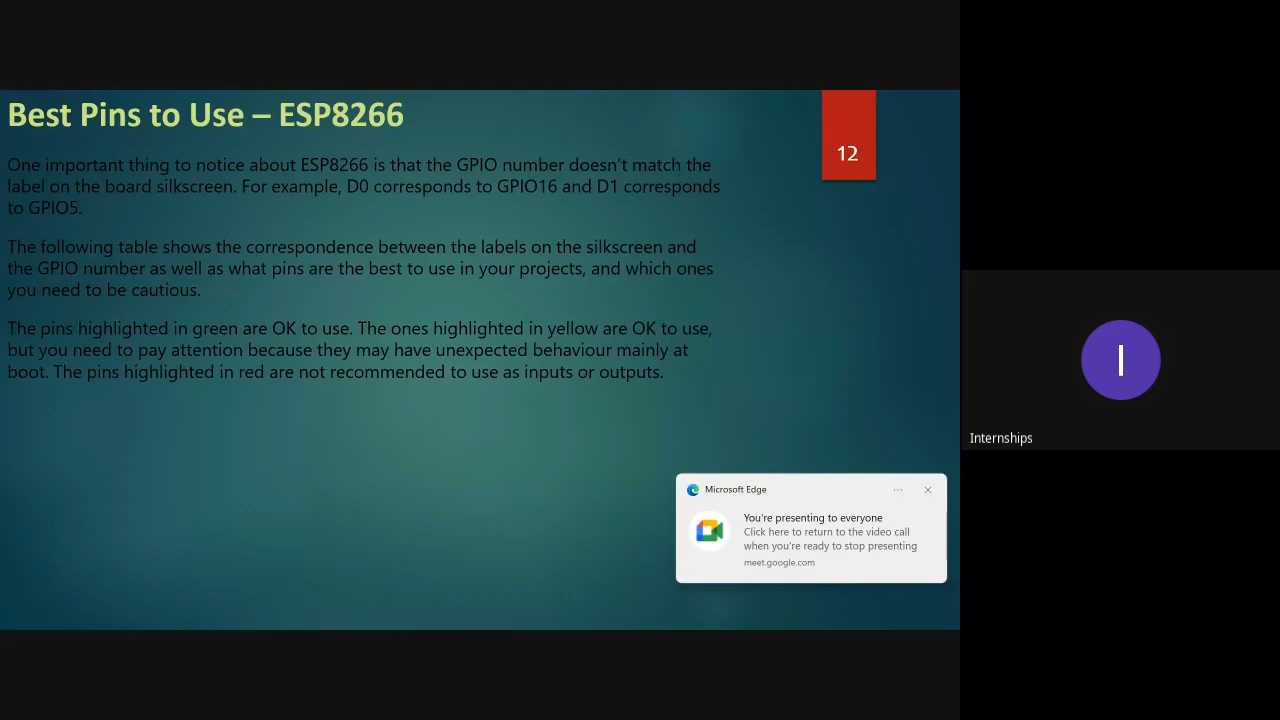 Best Pins to Use – ESP8266
12
One important thing to notice about ESP8266 is that the GPIO number doesn’t match the
label on the board silkscreen. For example, D0 corresponds to GPIO16 and D1 corresponds
to GPIO5.
The following table shows the correspondence between the labels on the silkscreen and
the GPIO number as well as what pins are the best to use in your projects, and which ones
you need to be cautious.
The pins highlighted in green are OK to use. The ones highlighted in yellow are OK to use,
but you need to pay attention because they may have unexpected behaviour mainly at
boot. The pins highlighted in red are not recommended to use as inputs or outputs.
Microsoft Edge
You're presenting to everyone
Click here to return to the video call
when you're ready to stop presenting
meet.google.com
I
Internships